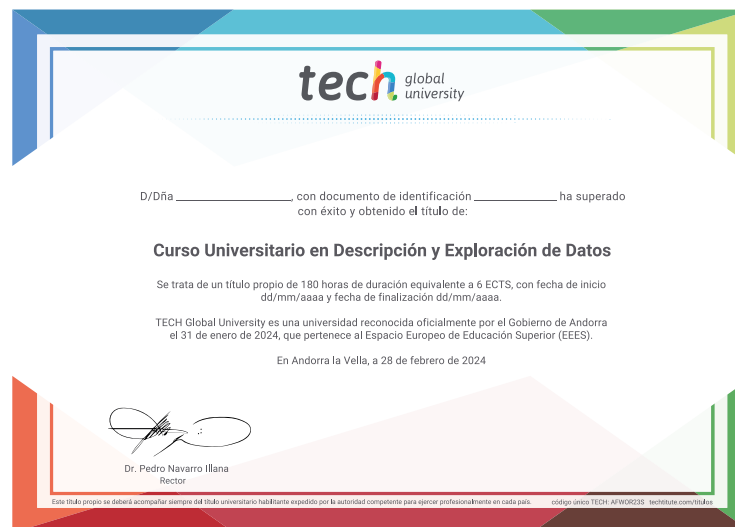 tech global
university
D/Dña ____________________, con documento de identificación ______________ ha superado
con éxito y obtenido el título de:
Curso Universitario en Descripción y Exploración de Datos
Se trata de un título propio de 180 horas de duración equivalente a 6 ECTS, con fecha de inicio
dd/mm/aaaa y fecha de finalización dd/mm/aaaa.
TECH Global University es una universidad reconocida oficialmente por el Gobierno de Andorra
el 31 de enero de 2024, que pertenece al Espacio Europeo de Educación Superior (EEES).
En Andorra la Vella, a 28 de febrero de 2024
Dr. Pedro Navarro Illana
Rector
Este título propio se deberá acompañar siempre del título universitario habilitante expedido por la autoridad competente para ejercer profesionalmente en cada país. código único TECH: AFWOR23S techtitute.com/titulos